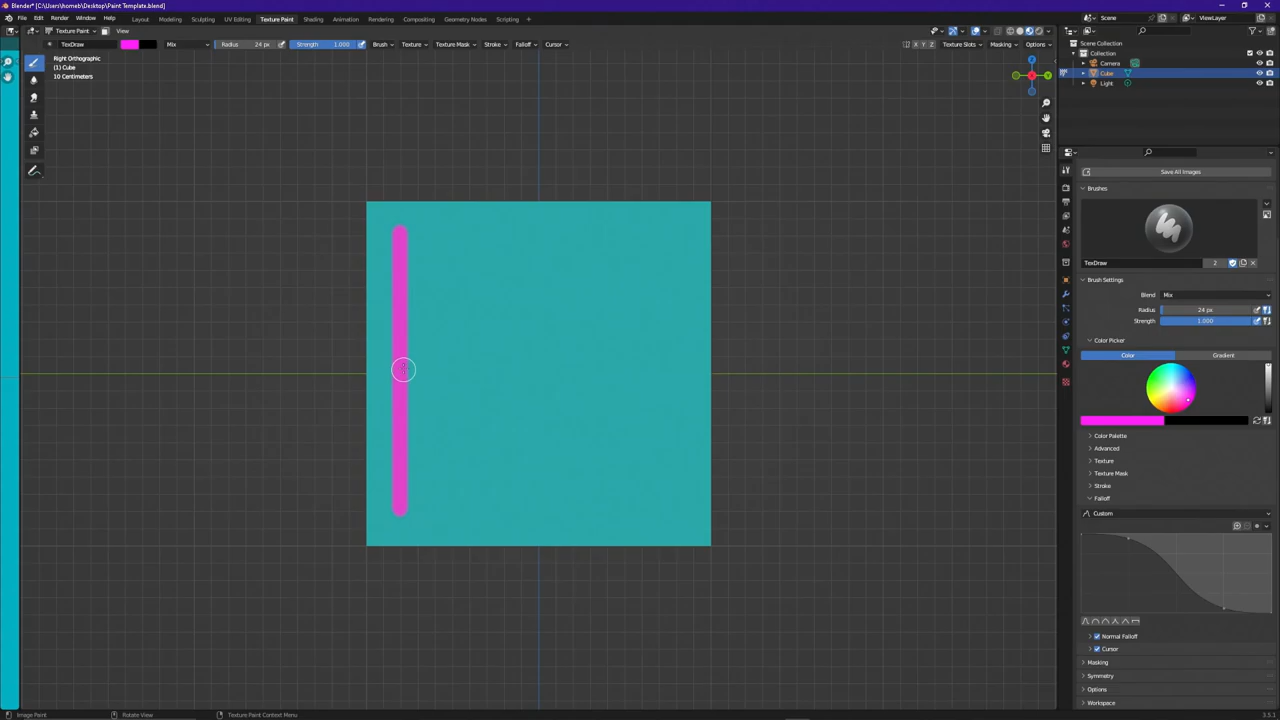 Blender* [C:\Users\homeb\Desktop\Paint Template.blend]
File Edit Render Window Help Layout Modeling Sculpting UV Editing Texture Paint Shading Animation Rendering Compositing Geometry Nodes Scripting Scene ViewLayer
Texture Paint View Options
TexDraw Mix Radius 24 px Strength 1.000 Brush Texture Texture Mask Stroke Falloff Cursor X Y Z Texture Slots Masking Options
Scene Collection
Collection
Camera
Cube
Light
Right Orthographic
(1) Cube
10 Centimeters
Z
Y
Save All Images
Brushes
TexDraw 2
Brush Settings
Blend Mix
Radius 24 px
Strength 1.000
Color Picker
Color Gradient
Color Palette
Advanced
Texture
Texture Mask
Stroke
Falloff
Custom
Normal Falloff
Cursor
Masking
Symmetry
Options
Workspace
Image Paint Rotate View Texture Paint Context Menu 3.5.1